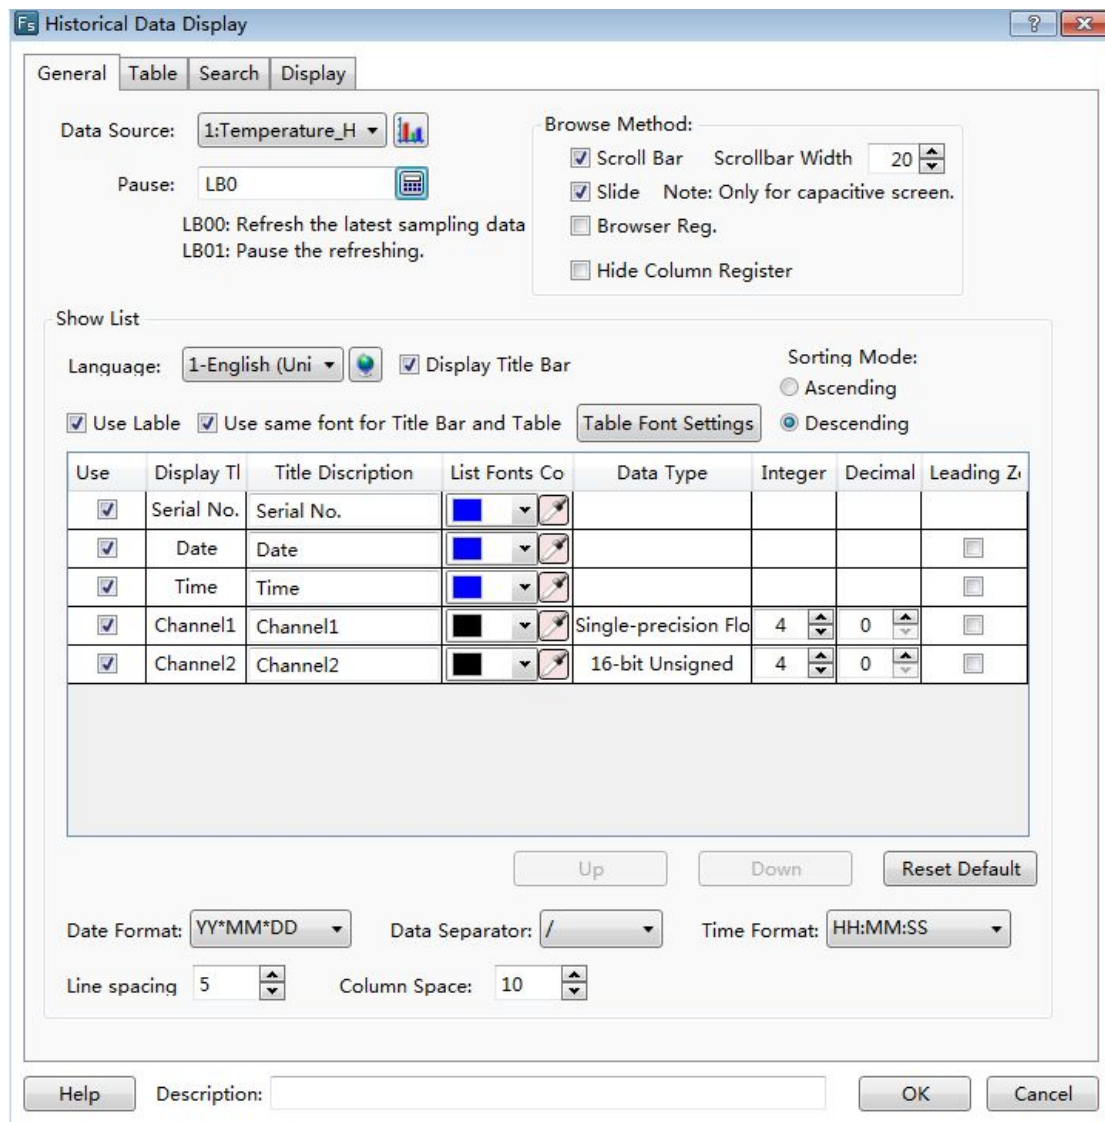 Fs Historical Data Display
General Table Search Display
Data Source: 1:Temperature_H
Pause: LB0
LB00: Refresh the latest sampling data
LB01: Pause the refreshing.
Browse Method:
Scroll Bar Scrollbar Width 20
Slide Note: Only for capacitive screen.
Browser Reg.
Hide Column Register
Show List
Language: 1-English (Uni Display Title Bar
Sorting Mode:
Ascending
Use Lable Use same font for Title Bar and Table Table Font Settings Descending
Use Display Tl Title Discription List Fonts Co Data Type Integer Decimal Leading Z
Serial No. Serial No.
Date Date
Time Time
Channel1 Channel1 Single-precision Flo 4 0
Channel2 Channel2 16-bit Unsigned 4 0
Up Down Reset Default
Date Format: YY*MM*DD Data Separator: / Time Format: HH:MM:SS
Line spacing 5 Column Space: 10
Help Description: OK Cancel